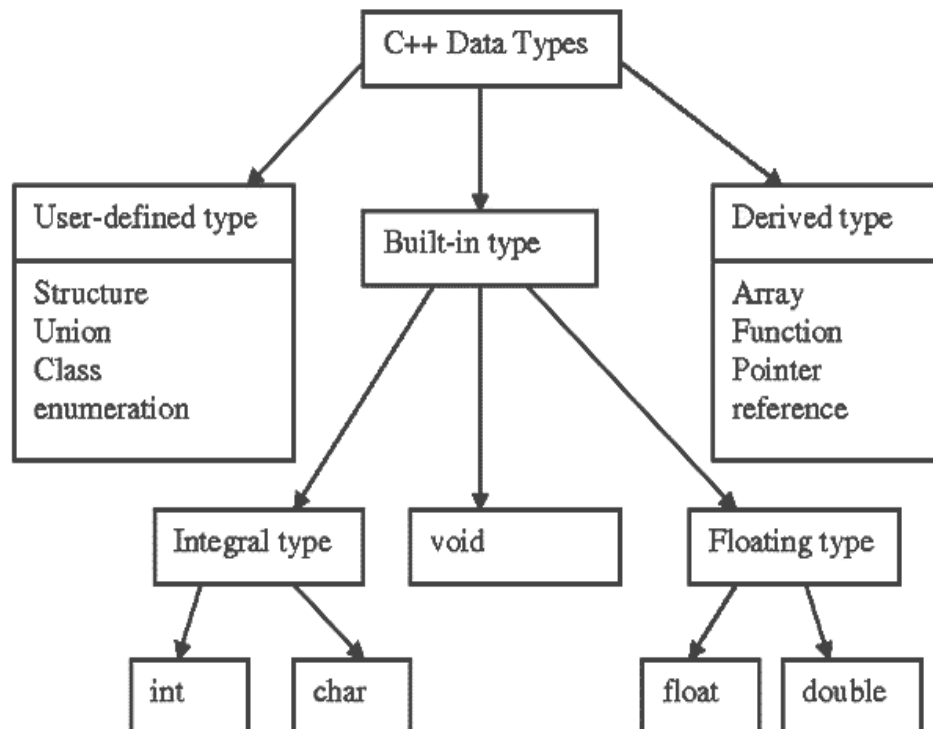 C++ Data Types
User-defined type
Structure
Union
Class
enumeration
Built-in type
Derived type
Array
Function
Pointer
reference
Integral type
void
Floating type
int
char
float
double